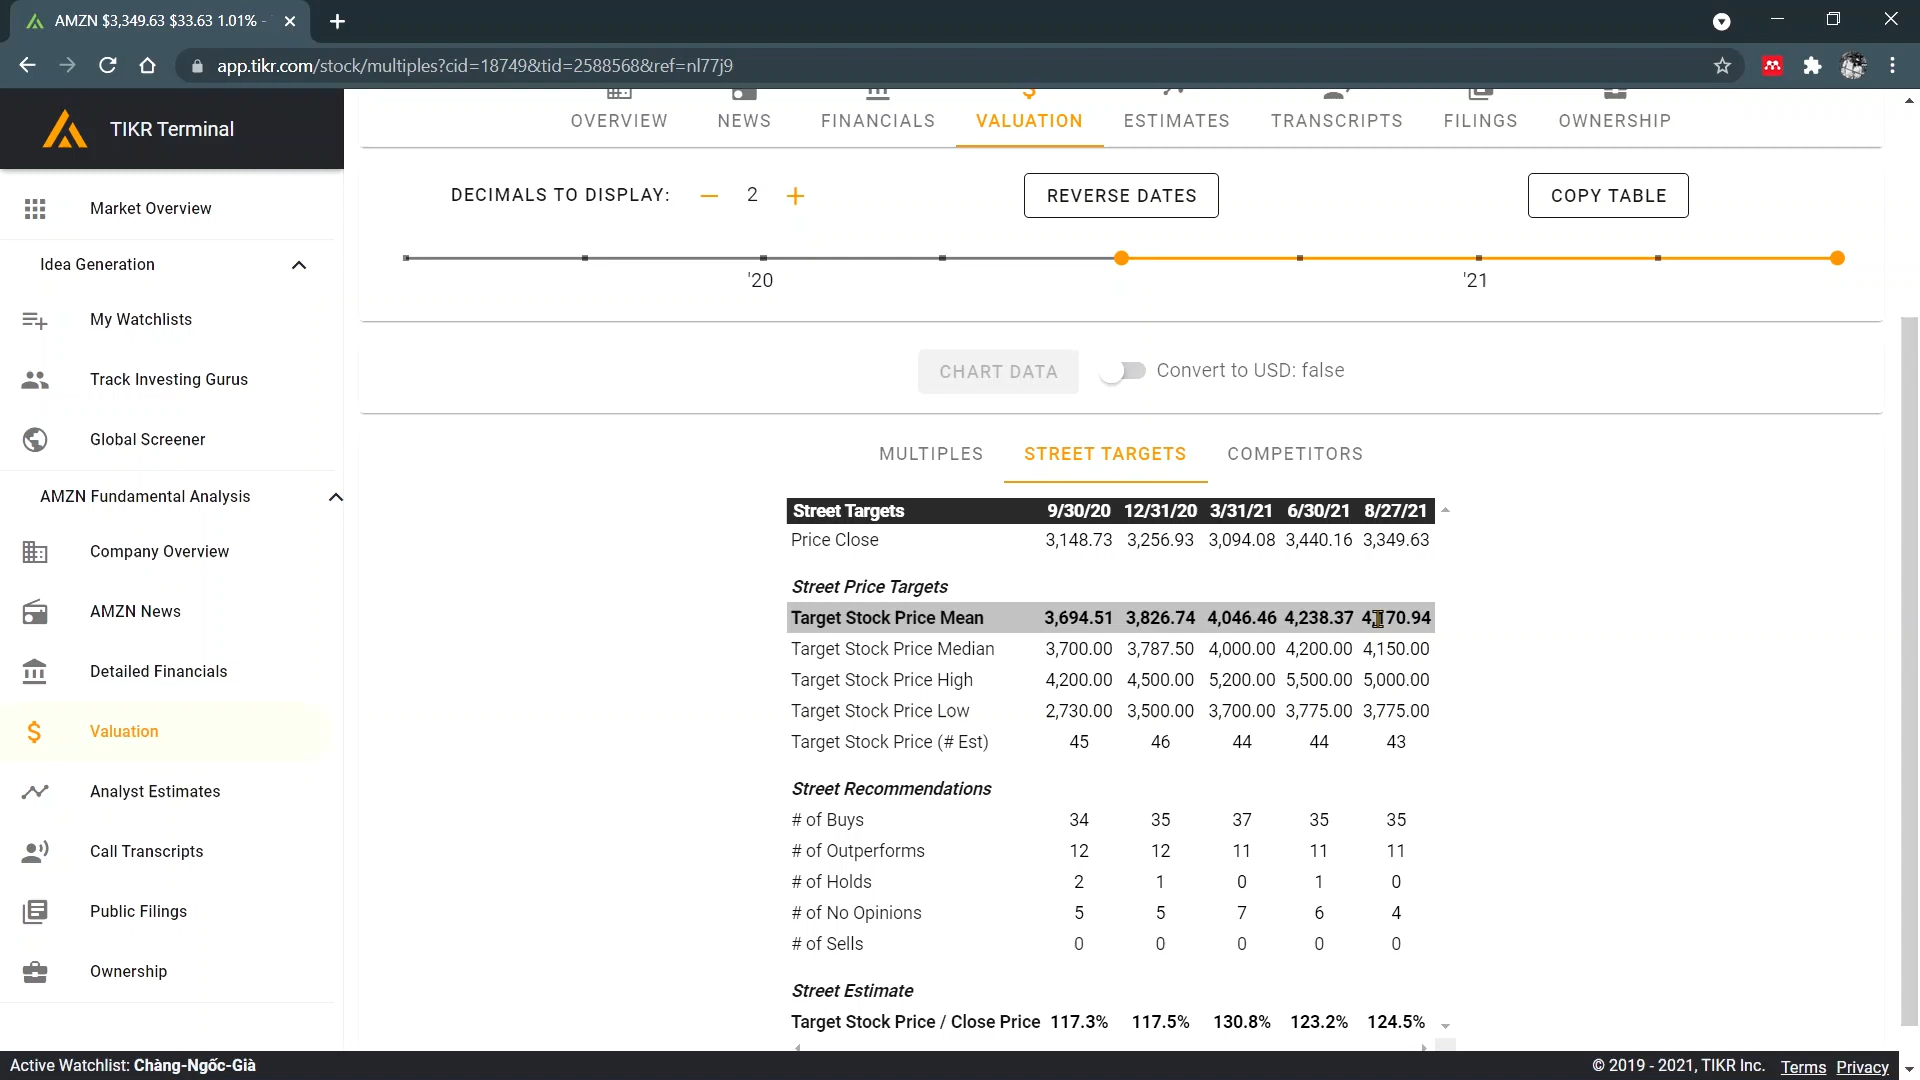 AMZN $3,349.63 $33.63 1.01% -
app.tikr.com/stock/multiples?cid=18749&tid=2588568&ref=nl77j9
TIKR Terminal
OVERVIEW NEWS FINANCIALS VALUATION ESTIMATES TRANSCRIPTS FILINGS OWNERSHIP
DECIMALS TO DISPLAY: — 2 + REVERSE DATES COPY TABLE
'20 '21
CHART DATA Convert to USD: false
MULTIPLES STREET TARGETS COMPETITORS
Market Overview
Idea Generation
My Watchlists
Track Investing Gurus
Global Screener
AMZN Fundamental Analysis
Company Overview
AMZN News
Detailed Financials
$ Valuation
Analyst Estimates
Call Transcripts
Public Filings
Ownership
Street Targets 9/30/20 12/31/20 3/31/21 6/30/21 8/27/21
Price Close 3,148.73 3,256.93 3,094.08 3,440.16 3,349.63
Street Price Targets
Target Stock Price Mean 3,694.51 3,826.74 4,046.46 4,238.37 4,170.94
Target Stock Price Median 3,700.00 3,787.50 4,000.00 4,200.00 4,150.00
Target Stock Price High 4,200.00 4,500.00 5,200.00 5,500.00 5,000.00
Target Stock Price Low 2,730.00 3,500.00 3,700.00 3,775.00 3,775.00
Target Stock Price (# Est) 45 46 44 44 43
Street Recommendations
# of Buys 34 35 37 35 35
# of Outperforms 12 12 11 11 11
# of Holds 2 1 0 1 0
# of No Opinions 5 5 7 6 4
# of Sells 0 0 0 0 0
Street Estimate
Target Stock Price / Close Price 117.3% 117.5% 130.8% 123.2% 124.5%
Active Watchlist: Chàng-Ngốc-Già
© 2019 - 2021, TIKR Inc. Terms Privacy